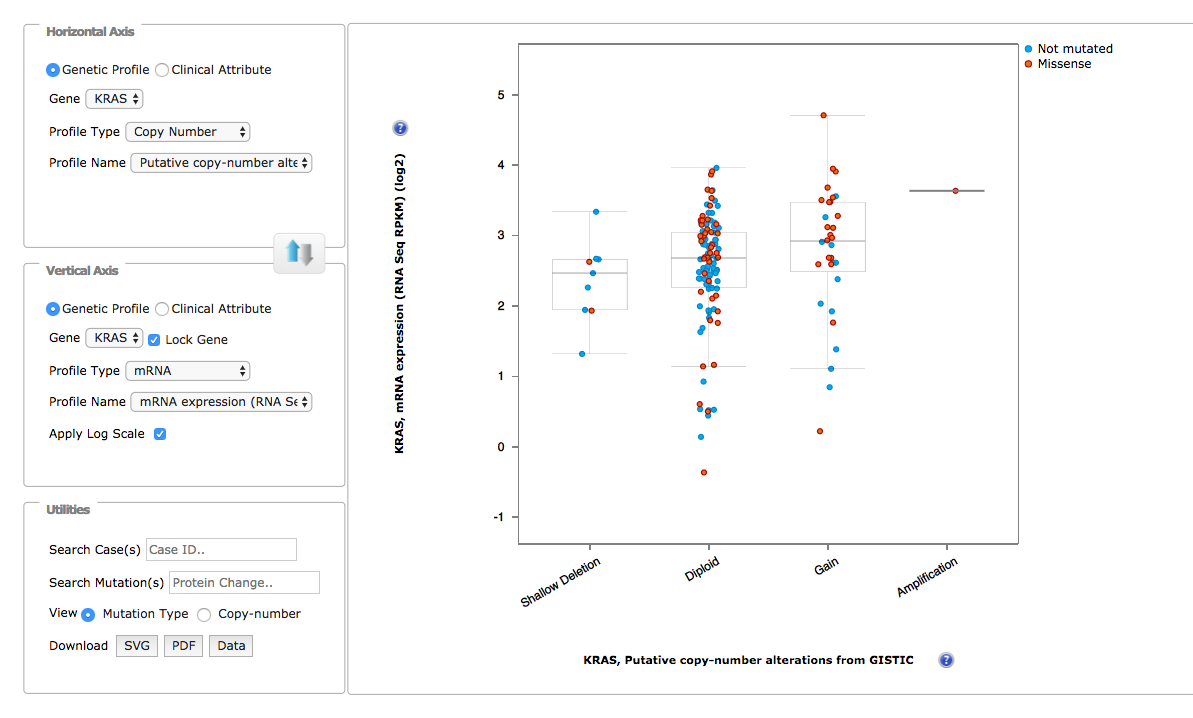 Horizontal Axis
Genetic Profile Clinical Attribute
Gene KRAS
Profile Type Copy Number
Profile Name Putative copy-number alte
Vertical Axis
Genetic Profile Clinical Attribute
Gene KRAS Lock Gene
Profile Type mRNA
Profile Name mRNA expression (RNA Se
Apply Log Scale
Utilities
Search Case(s) Case ID..
Search Mutation(s) Protein Change..
View Mutation Type Copy-number
Download SVG PDF Data
?
KRAS, mRNA expression (RNA Seq RPKM) (log2)
5
4
3
2
1
0
-1
Shallow Deletion
Diploid
Gain
Amplification
KRAS, Putative copy-number alterations from GISTIC ?
Not mutated
Missense